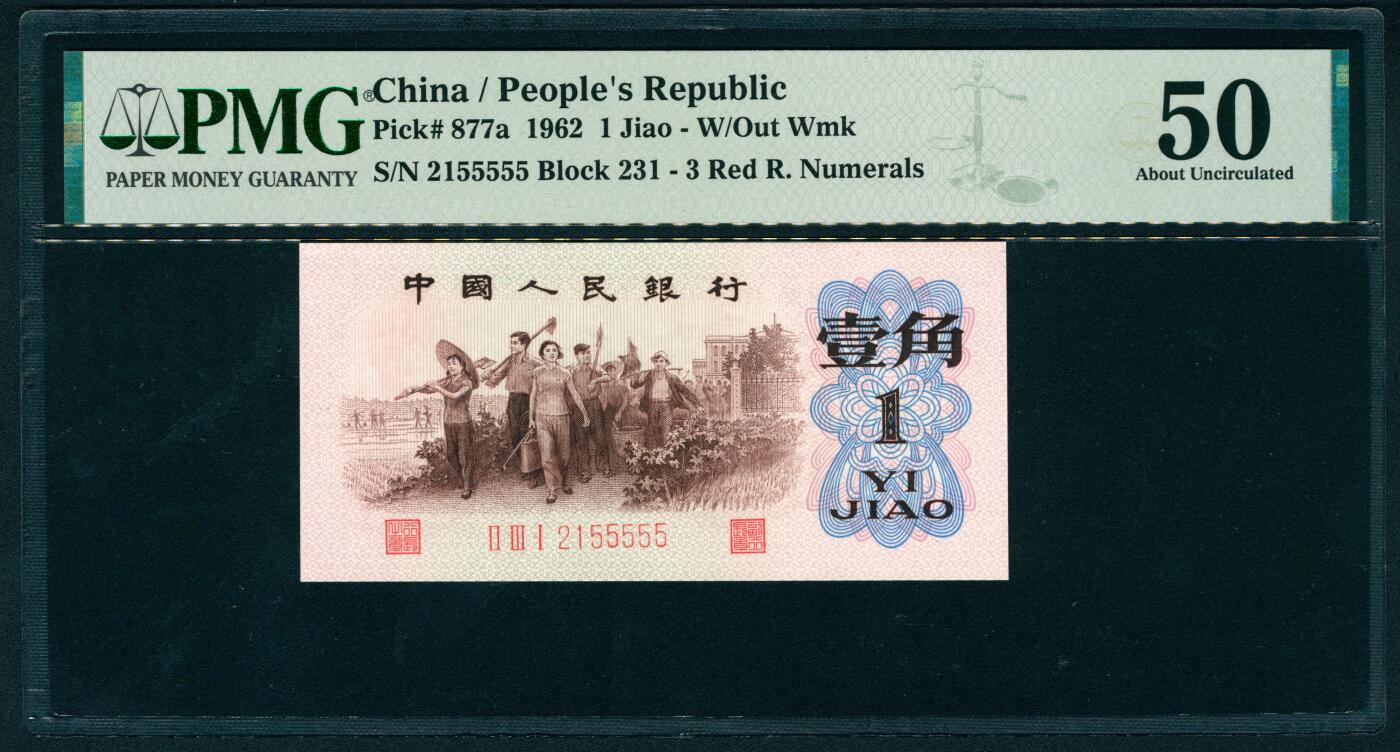 PMG®
PAPER MONEY GUARANTY
China / People's Republic
Pick# 877a 1962 1 Jiao - W/Out Wmk
S/N 2155555 Block 231 - 3 Red R. Numerals
50
About Uncirculated
中國人民銀行
壹角
1
YI
JIAO
II III I 2155555